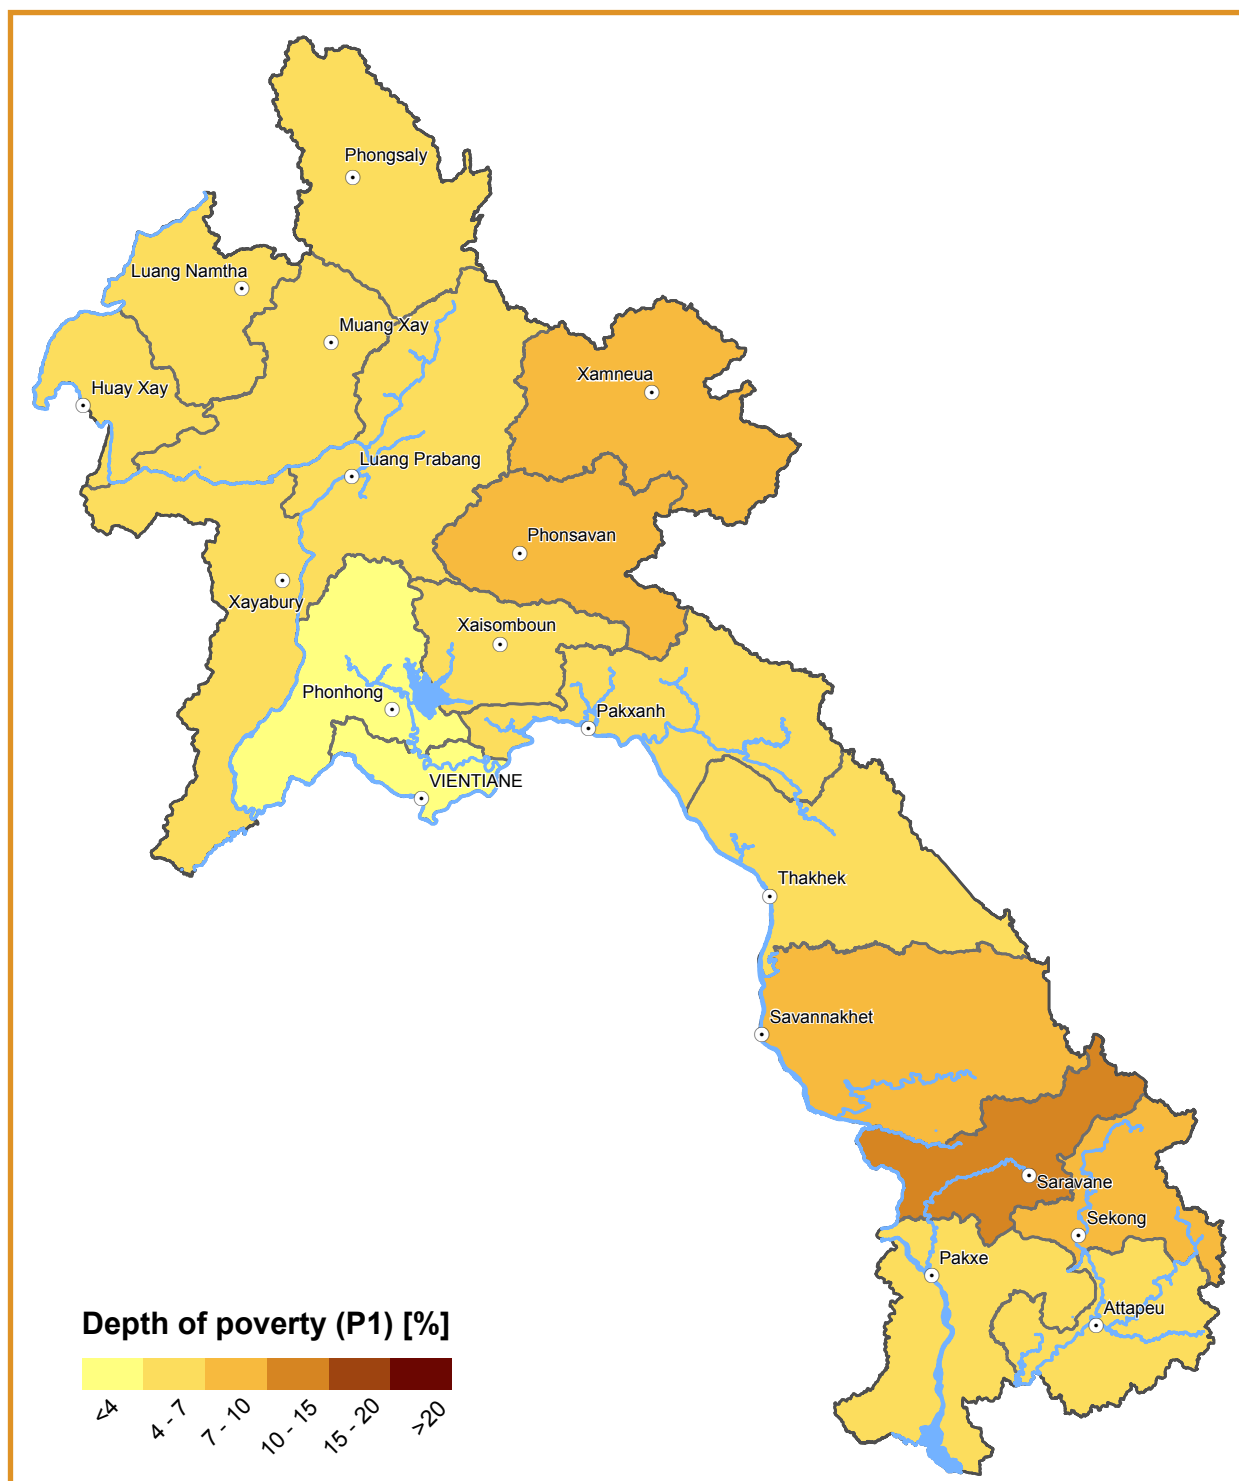 Phongsaly
Luang Namtha
Muang Xay
Xamneua
Huay Xay
Luang Prabang
Phonsavan
Xayabury
Xaisomboun
Phonhong
Pakxanh
VIENTIANE
Thakhek
Savannakhet
Saravane
Sekong
Pakxe
Attapeu
Depth of poverty (P1) [%]
<4
4 - 7
7 - 10
10 - 15
15 - 20
>20